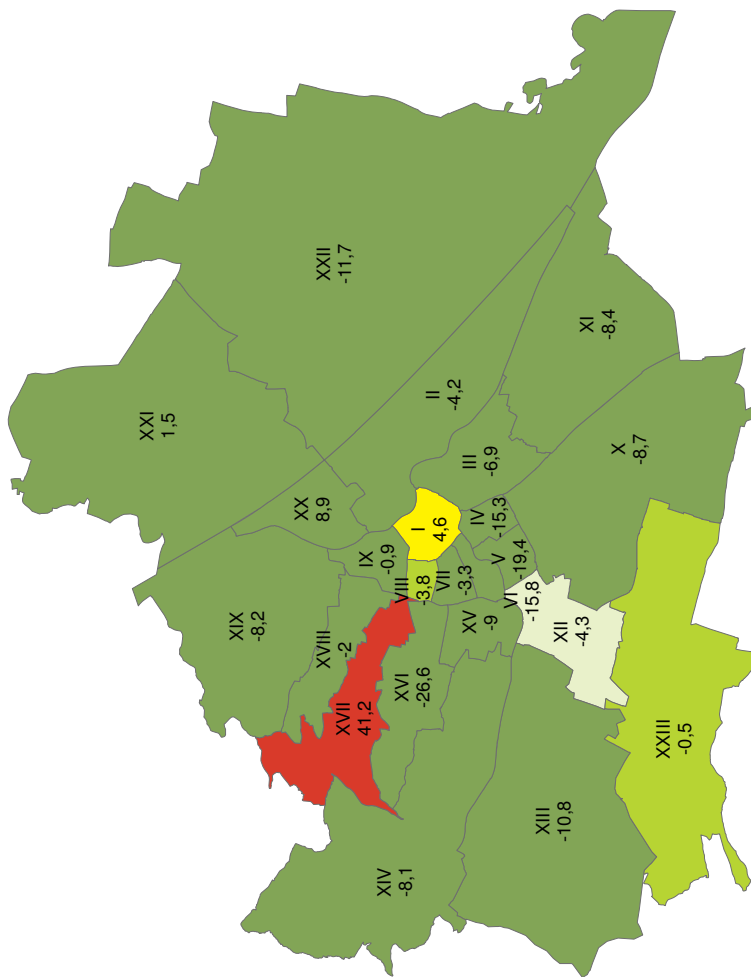 XXI
1,5
XXII
-11,7
XX
8,9
II
-4,2
XI
-8,4
III
-6,9
X
-8,7
I
4,6
IV
-15,3
XIX
-8,2
IX
-0,9
VIII
-3,8
VII
-3,3
V
-19,4
VI
-15,8
XVIII
-2
XV
-9
XII
-4,3
XVII
41,2
XVI
-26,6
XXIII
-0,5
XIII
-10,8
XIV
-8,1